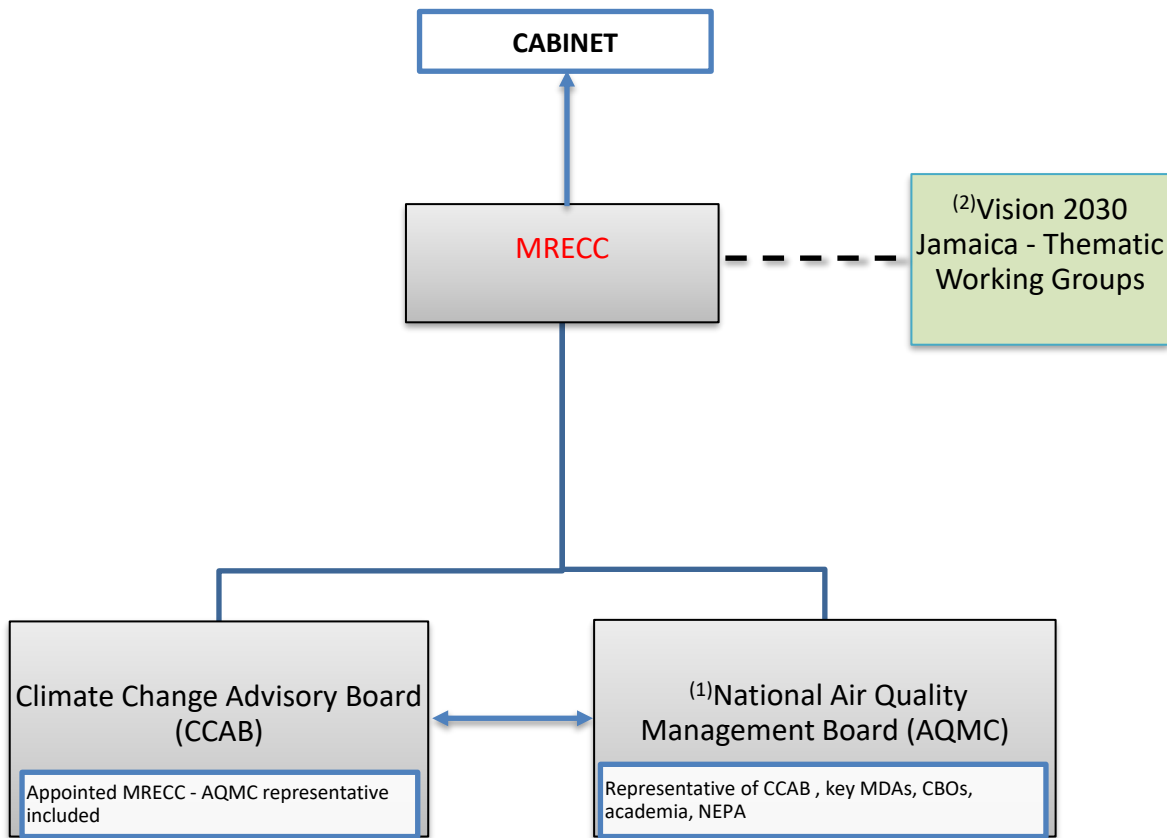 CABINET
MRECC
(2)Vision 2030
Jamaica - Thematic
Working Groups
Climate Change Advisory Board
(CCAB)
Appointed MRECC - AQMC representative
included
(1)National Air Quality
Management Board (AQMC)
Representative of CCAB , key MDAs, CBOs,
academia, NEPA